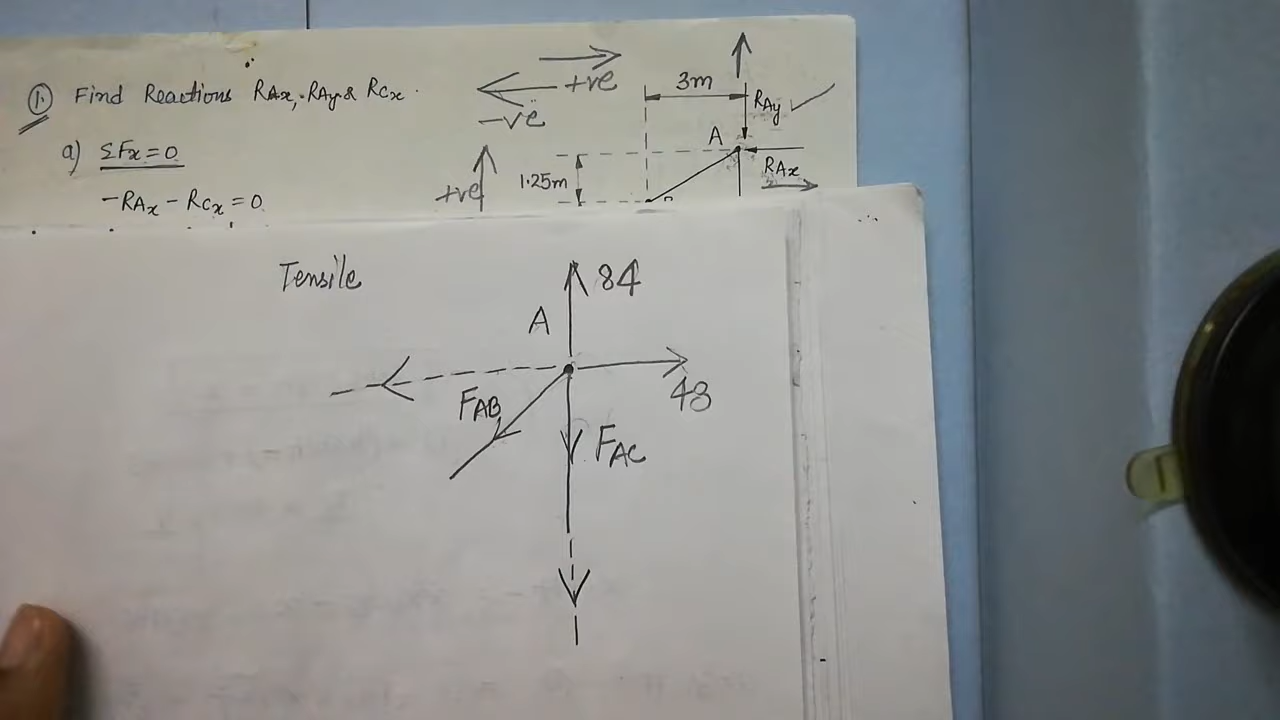 1. Find Reactions RAx, RAy & RCx.
+ve
-ve
3m
RAy
a) ΣFx = 0
A
RAx
1.25m
+ve
-RAx - RCx = 0
Tensile
84
A
48
FAB
FAC